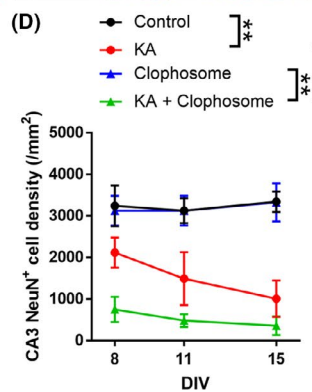 (D)
Control
KA
**
Clophosome
KA + Clophosome
**
CA3 NeuN⁺ cell density (/mm²)
5000
4000
3000
2000
1000
0
8 11 15
DIV